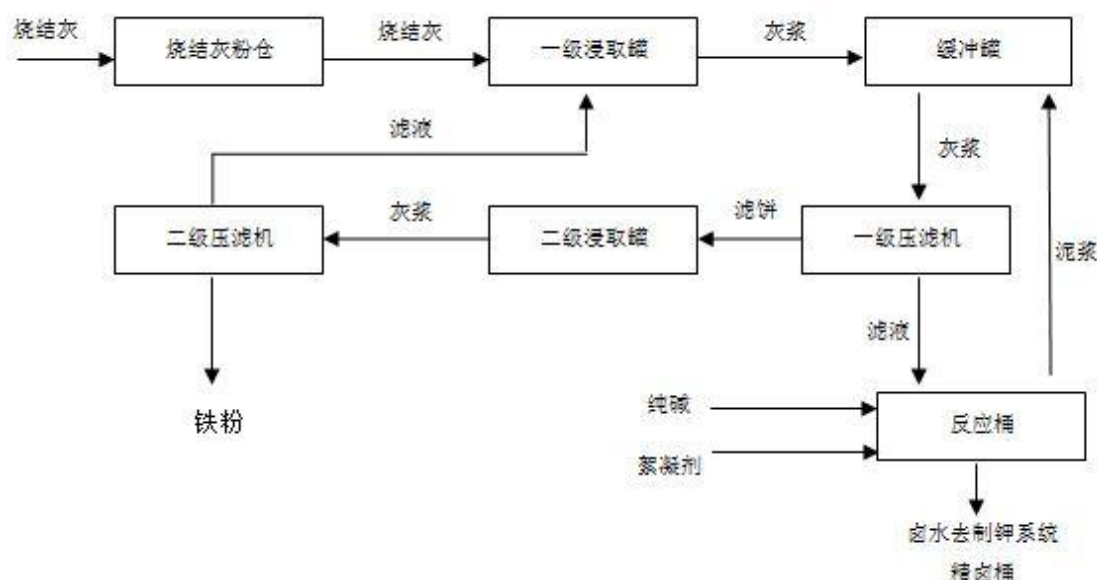 烧结灰
烧结灰粉仓
烧结灰
一级浸取罐
灰浆
缓冲罐
滤液
灰浆
二级压滤机
灰浆
二级浸取罐
滤饼
一级压滤机
泥浆
滤液
铁粉
纯碱
反应桶
絮凝剂
卤水去制钾系统
精卤桶